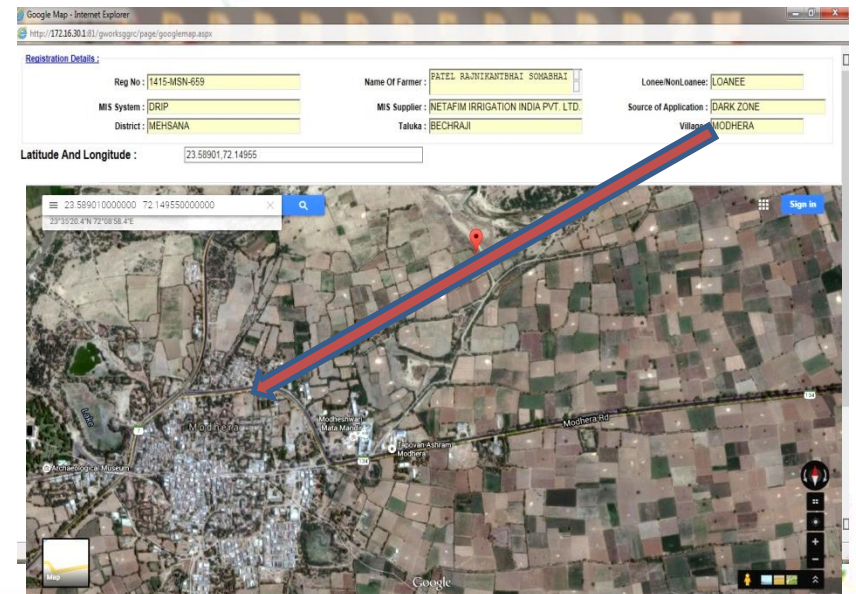 Google Map - Internet Explorer
http://172.16.30.1:81/gworksggrc/page/googlemap.aspx
Registration Details :
Reg No : 1415-MSN-659 Name Of Farmer : PATEL RAJNIKANTBHAI SOMABHAI Lonee/NonLoanee: LOANEE
MIS System : DRIP MIS Supplier : NETAFIM IRRIGATION INDIA PVT. LTD. Source of Application : DARK ZONE
District : MEHSANA Taluka : BECHRAJI Village : MODHERA
Latitude And Longitude : 23.58901,72.14955
23.589010000000 72.149550000000
Sign in
23°35'20.4"N 72°08'58.4"E
134
Lake
Modhera
Modheshwari
Mata Mandir
Modhera Rd
Tapovan Ashram
Modhera
134
Archaeological Museum
Map
Google